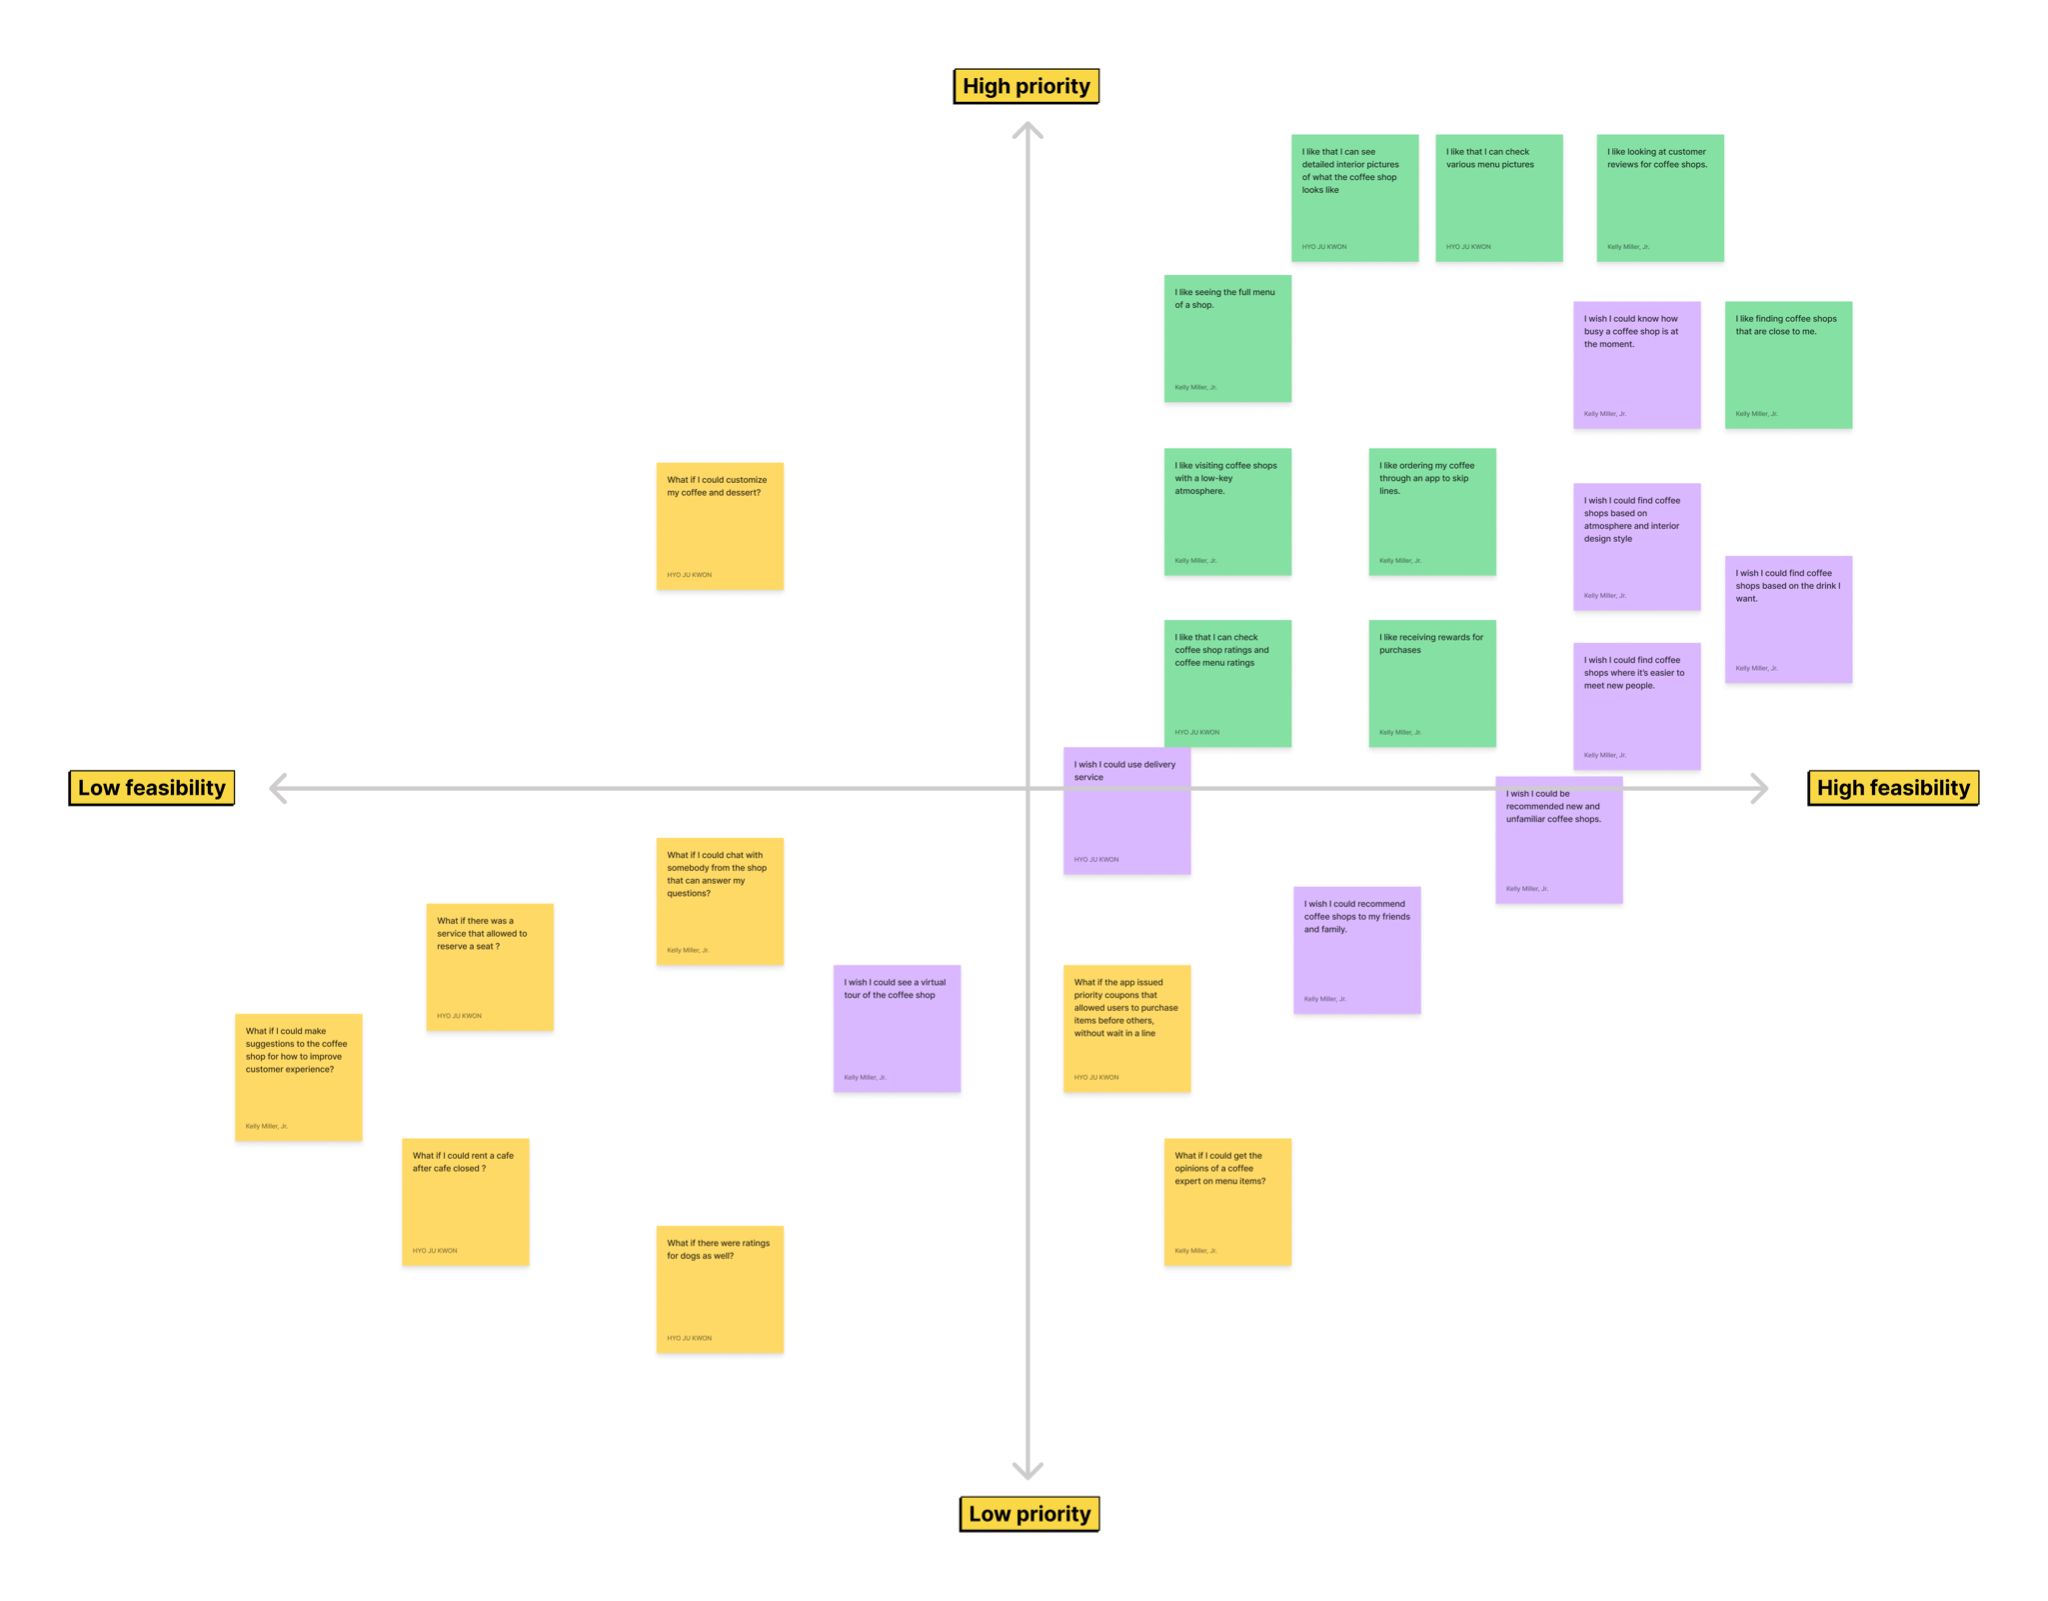 High priority
I like that I can see
detailed interior pictures
of what the coffee shop
looks like
HYO JU KWON
I like that I can check
various menu pictures
HYO JU KWON
I like looking at customer
reviews for coffee shops.
Kelly Miller, Jr.
I like seeing the full menu
of a shop.
Kelly Miller, Jr.
I wish I could know how
busy a coffee shop is at
the moment.
Kelly Miller, Jr.
I like finding coffee shops
that are close to me.
Kelly Miller, Jr.
What if I could customize
my coffee and dessert?
HYO JU KWON
I like visiting coffee shops
with a low-key
atmosphere.
Kelly Miller, Jr.
I like ordering my coffee
through an app to skip
lines.
Kelly Miller, Jr.
I wish I could find coffee
shops based on
atmosphere and interior
design style
Kelly Miller, Jr.
I wish I could find coffee
shops based on the drink I
want.
Kelly Miller, Jr.
I like that I can check
coffee shop ratings and
coffee menu ratings
HYO JU KWON
I like receiving rewards for
purchases
Kelly Miller, Jr.
I wish I could find coffee
shops where it's easier to
meet new people.
Kelly Miller, Jr.
Low feasibility
High feasibility
I wish I could use delivery
service
HYO JU KWON
I wish I could be
recommended new and
unfamiliar coffee shops.
Kelly Miller, Jr.
What if I could chat with
somebody from the shop
that can answer my
questions?
Kelly Miller, Jr.
I wish I could recommend
coffee shops to my friends
and family.
Kelly Miller, Jr.
What if there was a
service that allowed to
reserve a seat ?
HYO JU KWON
I wish I could see a virtual
tour of the coffee shop
Kelly Miller, Jr.
What if the app issued
priority coupons that
allowed users to purchase
items before others,
without wait in a line
HYO JU KWON
What if I could make
suggestions to the coffee
shop for how to improve
customer experience?
Kelly Miller, Jr.
What if I could rent a cafe
after cafe closed ?
HYO JU KWON
What if I could get the
opinions of a coffee
expert on menu items?
Kelly Miller, Jr.
What if there were ratings
for dogs as well?
HYO JU KWON
Low priority